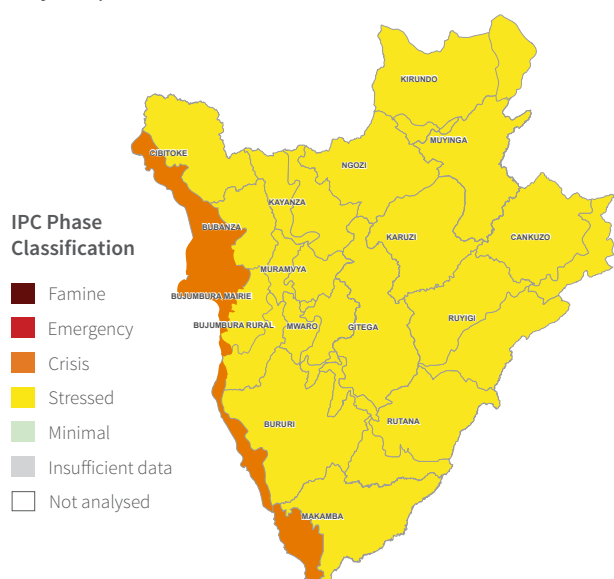 KIRUNDO
MUYINGA
CIBITOKE
NGOZI
KAYANZA
IPC Phase
Classification
BUBANZA
KARUZI
CANKUZO
MURAMVYA
Famine
BUJUMBURA MAIRIE
Emergency
BUJUMBURA RURAL
MWARO
GITEGA
RUYIGI
Crisis
Stressed
BURURI
RUTANA
Minimal
Insufficient data
Not analysed
MAKAMBA